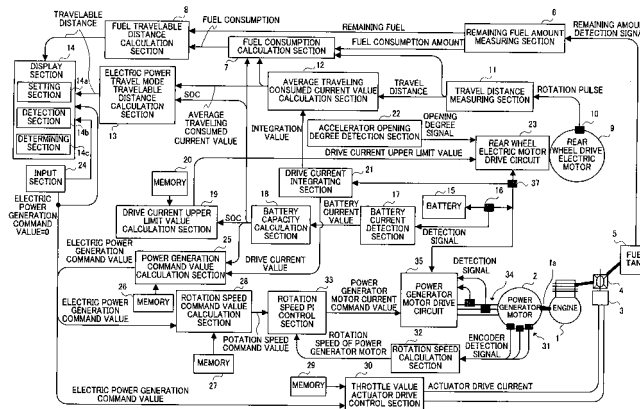 TRAVELABLE
DISTANCE
8
FUEL CONSUMPTION
FUEL TRAVELABLE
DISTANCE
CALCULATION
SECTION
REMAINING FUEL
6
REMAINING FUEL AMOUNT
MEASURING SECTION
REMAINING AMOUNT
DETECTION SIGNAL
14
DISPLAY
SECTION
14a
SETTING
SECTION
DETECTION
SECTION
14b
DETERMINING
SECTION
14c
ELECTRIC POWER
TRAVEL MODE
TRAVELABLE
DISTANCE
CALCULATION
SECTION
13
FUEL CONSUMPTION
CALCULATION SECTION
7
FUEL CONSUMPTION AMOUNT
12
AVERAGE TRAVELING
CONSUMED CURRENT VALUE
CALCULATION SECTION
SOC
AVERAGE
TRAVELING
CONSUMED
CURRENT VALUE
TRAVEL
DISTANCE
11
TRAVEL DISTANCE
MEASURING SECTION
ROTATION PULSE
10
9
REAR
WHEEL DRIVE
ELECTRIC
MOTOR
INTEGRATION VALUE
22
ACCELERATOR OPENING
DEGREE DETECTION SECTION
OPENING
DEGREE
SIGNAL
23
REAR WHEEL
ELECTRIC MOTOR
DRIVE CIRCUIT
DRIVE CURRENT UPPER LIMIT VALUE
INPUT
SECTION
24
ELECTRIC
POWER
GENERATION
COMMAND
VALUE=0
20
MEMORY
19
DRIVE CURRENT UPPER
LIMIT VALUE
CALCULATION SECTION
SOC
21
DRIVE CURRENT
INTEGRATING SECTION
37
18
BATTERY
CAPACITY
CALCULATION
SECTION
BATTERY
CURRENT
VALUE
17
BATTERY
CURRENT
DETECTION
SECTION
15
BATTERY
16
DETECTION
SIGNAL
ELECTRIC POWER
GENERATION
COMMAND VALUE
25
POWER GENERATION
COMMAND VALUE
CALCULATION SECTION
DRIVE CURRENT
VALUE
26
MEMORY
ELECTRIC POWER
GENERATION
COMMAND VALUE
28
ROTATION SPEED
COMMAND VALUE
CALCULATION
SECTION
ROTATION SPEED
COMMAND VALUE
27
MEMORY
33
ROTATION
SPEED PI
CONTROL
SECTION
POWER
GENERATOR
MOTOR CURRENT
COMMAND VALUE
35
POWER
GENERATOR
MOTOR DRIVE
CIRCUIT
DETECTION
SIGNAL
34
2
POWER
GENERATOR
MOTOR
1a
ENGINE
1
5
FUEL
TANK
4
3
ROTATION
SPEED OF
POWER GENERATOR
MOTOR
32
ROTATION SPEED
CALCULATION
SECTION
ENCODER
DETECTION
SIGNAL
31
ELECTRIC POWER
GENERATION
COMMAND VALUE
29
MEMORY
30
THROTTLE VALUE
ACTUATOR DRIVE
CONTROL SECTION
ACTUATOR DRIVE CURRENT